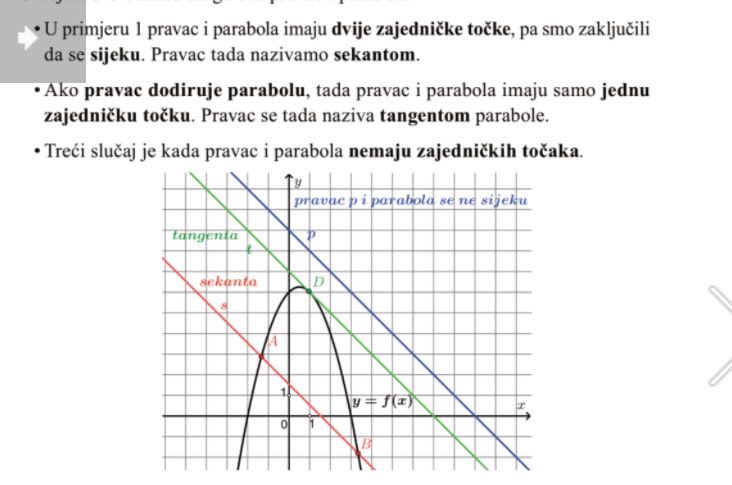 • U primjeru 1 pravac i parabola imaju dvije zajedničke točke, pa smo zaključili
da se sijeku. Pravac tada nazivamo sekantom.
• Ako pravac dodiruje parabolu, tada pravac i parabola imaju samo jednu
zajedničku točku. Pravac se tada naziva tangentom parabole.
• Treći slučaj je kada pravac i parabola nemaju zajedničkih točaka.
y
pravac p i parabola se ne sijeku
tangenta
p
t
sekanta
D
s
A
1
y = f(x)
x
0
1
B